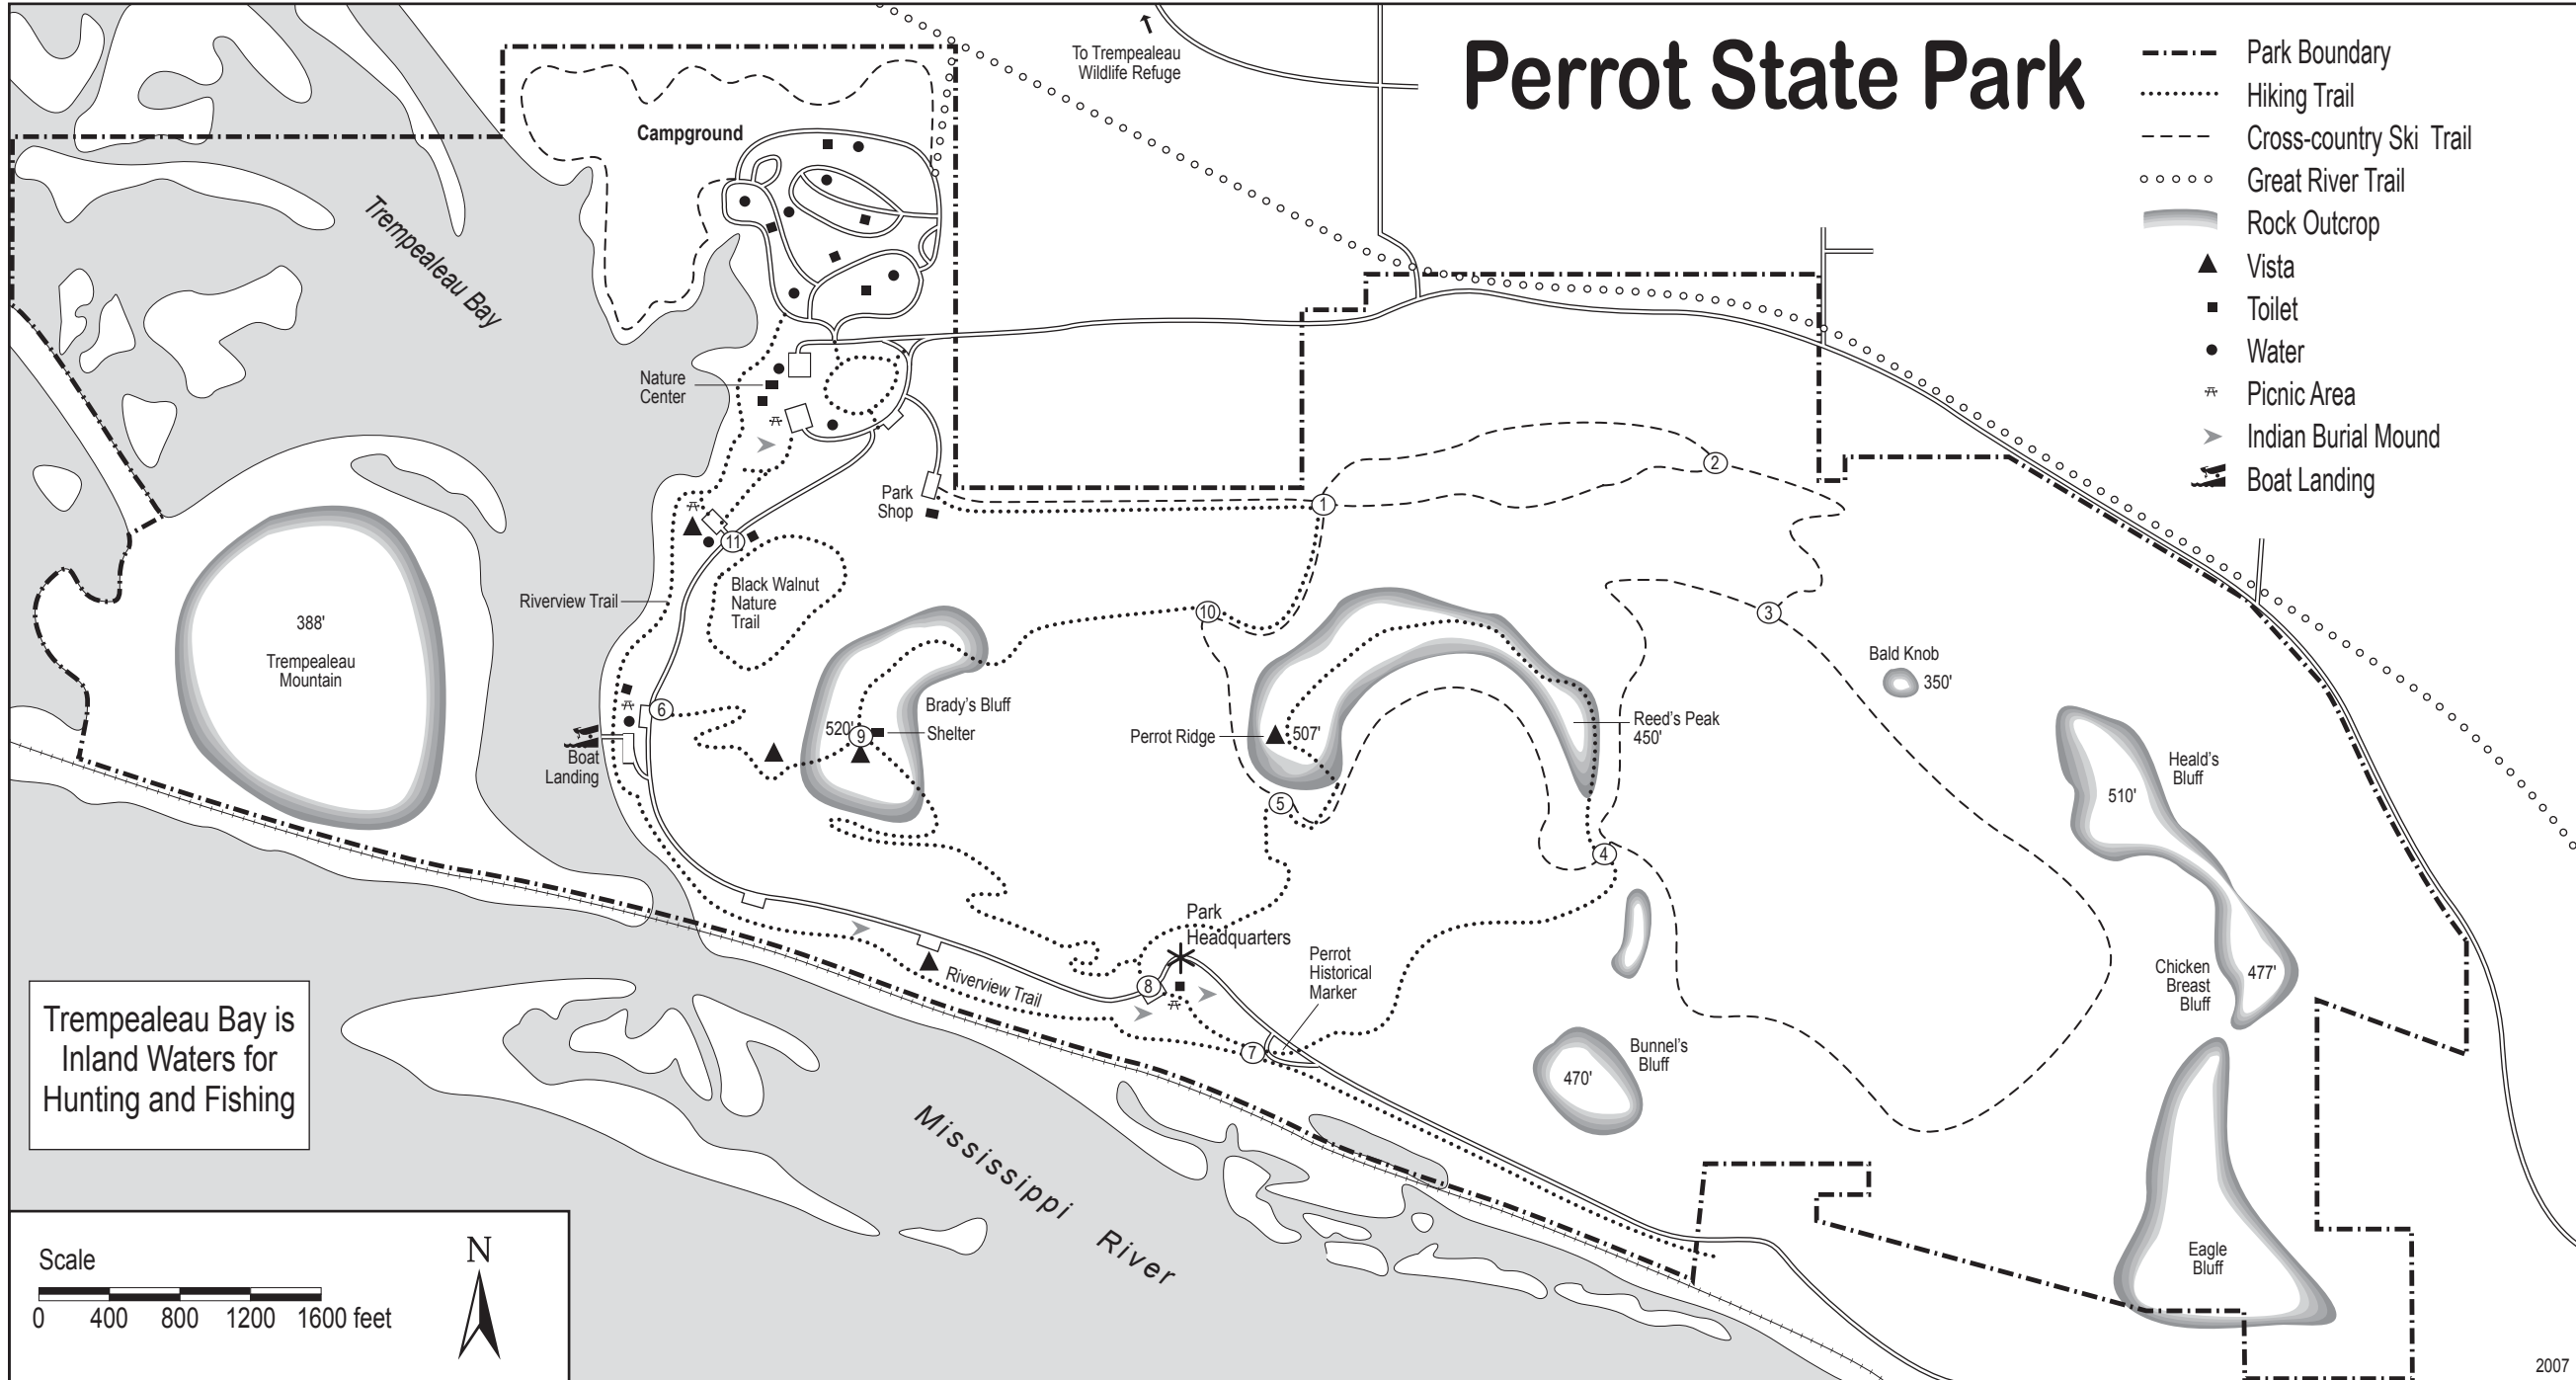 Perrot State Park
To Trempealeau
Wildlife Refuge
Park Boundary
Hiking Trail
Cross-country Ski Trail
Great River Trail
Rock Outcrop
Vista
Toilet
Water
Picnic Area
Indian Burial Mound
Boat Landing
Campground
Trempealeau Bay
Nature
Center
Park
Shop
1
2
11
Riverview Trail
Black Walnut
Nature
Trail
10
3
388'
Trempealeau
Mountain
Bald Knob
350'
6
Brady's Bluff
520'
9
Shelter
Perrot Ridge
507'
Reed's Peak
450'
Boat
Landing
Heald's
Bluff
510'
5
4
Park
Headquarters
Perrot
Historical
Marker
Riverview Trail
8
7
Chicken
Breast
Bluff
477'
Bunnel's
Bluff
470'
Trempealeau Bay is
Inland Waters for
Hunting and Fishing
Mississippi River
Eagle
Bluff
Scale
0 400 800 1200 1600 feet
N
2007